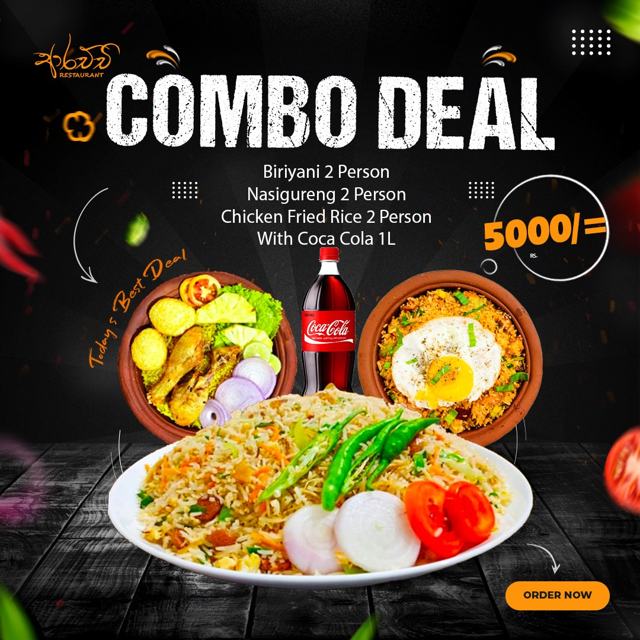 ආරච්චි
RESTAURANT
COMBO DEAL
Biriyani 2 Person
Nasigureng 2 Person
Chicken Fried Rice 2 Person
With Coca Cola 1L
5000/=
RS.
Today's Best Deal
Coca-Cola
ORDER NOW